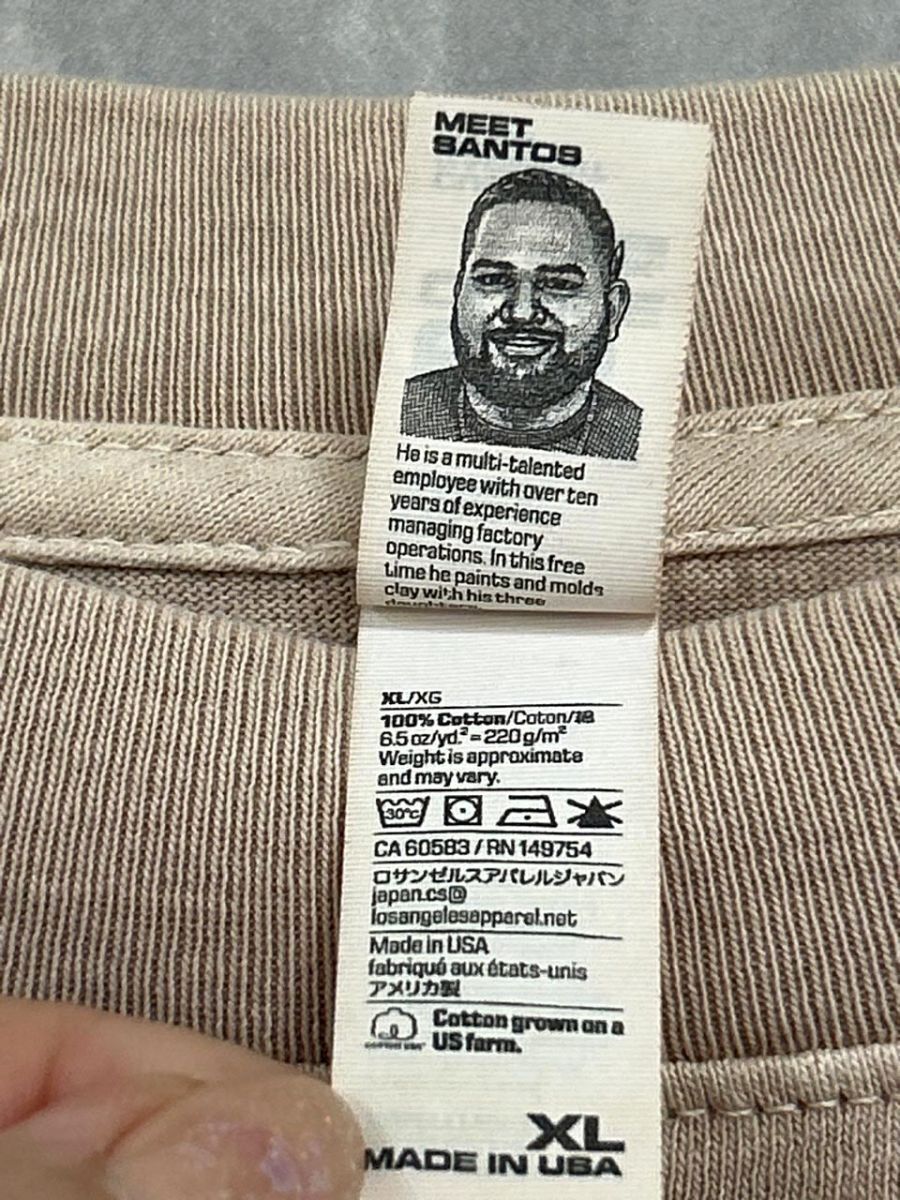 MEET
SANTOS
He is a multi-talented
employee with over ten
years of experience
managing factory
operations. In this free
time he paints and molds
clay with his three
daughters.
XL/XG
100% Cotton/Coton/綿
6.5 oz/yd.²=220 g/m²
Weight is approximate
and may vary.
30°C
CA 60583 / RN 149754
ロサンゼルスアパレルジャパン
japan.cs@
losangelesapparel.net
Made in USA
fabriqué aux états-unis
アメリカ製
Cotton grown on a
US farm.
XL
MADE IN USA